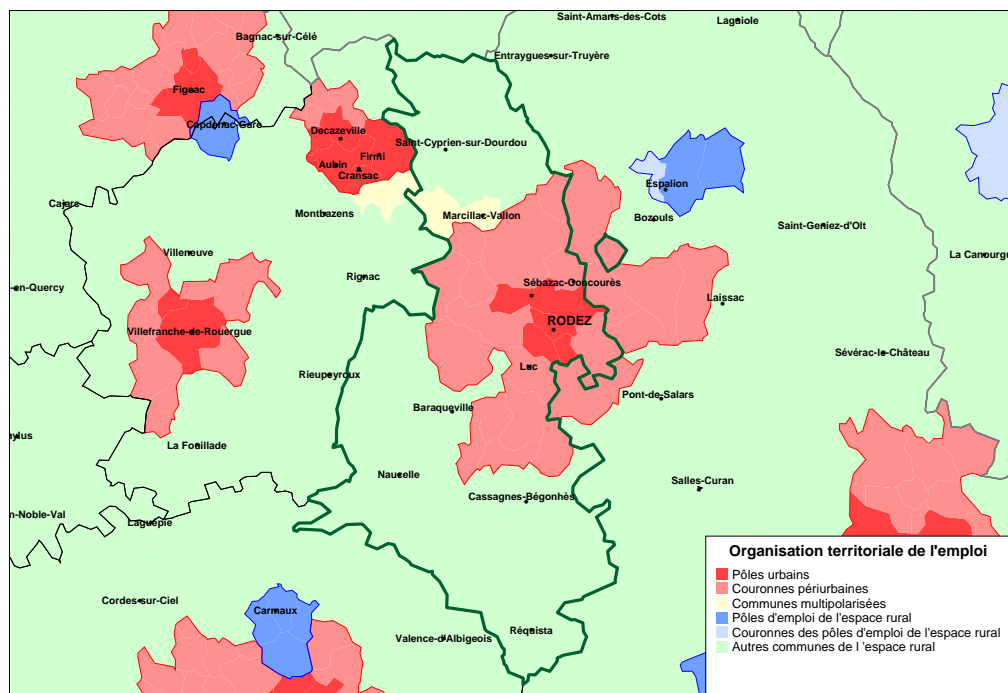 Saint-Amans-des-Cots
Laguiole
Bagnac-sur-Célé
Entraygues-sur-Truyère
Figeac
Capdenac-Gare
Decazeville
Saint-Cyprien-sur-Dourdou
Firmi
Aubin
Cransac
Espalion
Cajarc
Montbazens
Marcillac-Vallon
Bozouls
Saint-Geniez-d'Olt
Villeneuve
La Canourgu
Rignac
Sébazac-Concourès
-en-Quercy
Laissac
RODEZ
Villefranche-de-Rouergue
Sévérac-le-Château
Luc
Rieupeyroux
Pont-de-Salars
Baraqueville
ylus
La Fouillade
Naucelle
Salles-Curan
Cassagnes-Bégonhès
n-Noble-Val
Laguépie
Organisation territoriale de l'emploi
Pôles urbains
Couronnes périurbaines
Communes multipolarisées
Pôles d'emploi de l'espace rural
Couronnes des pôles d'emploi de l'espace rural
Autres communes de l 'espace rural
Cordes-sur-Ciel
Carmaux
Valence-d'Albigeois
Réquista